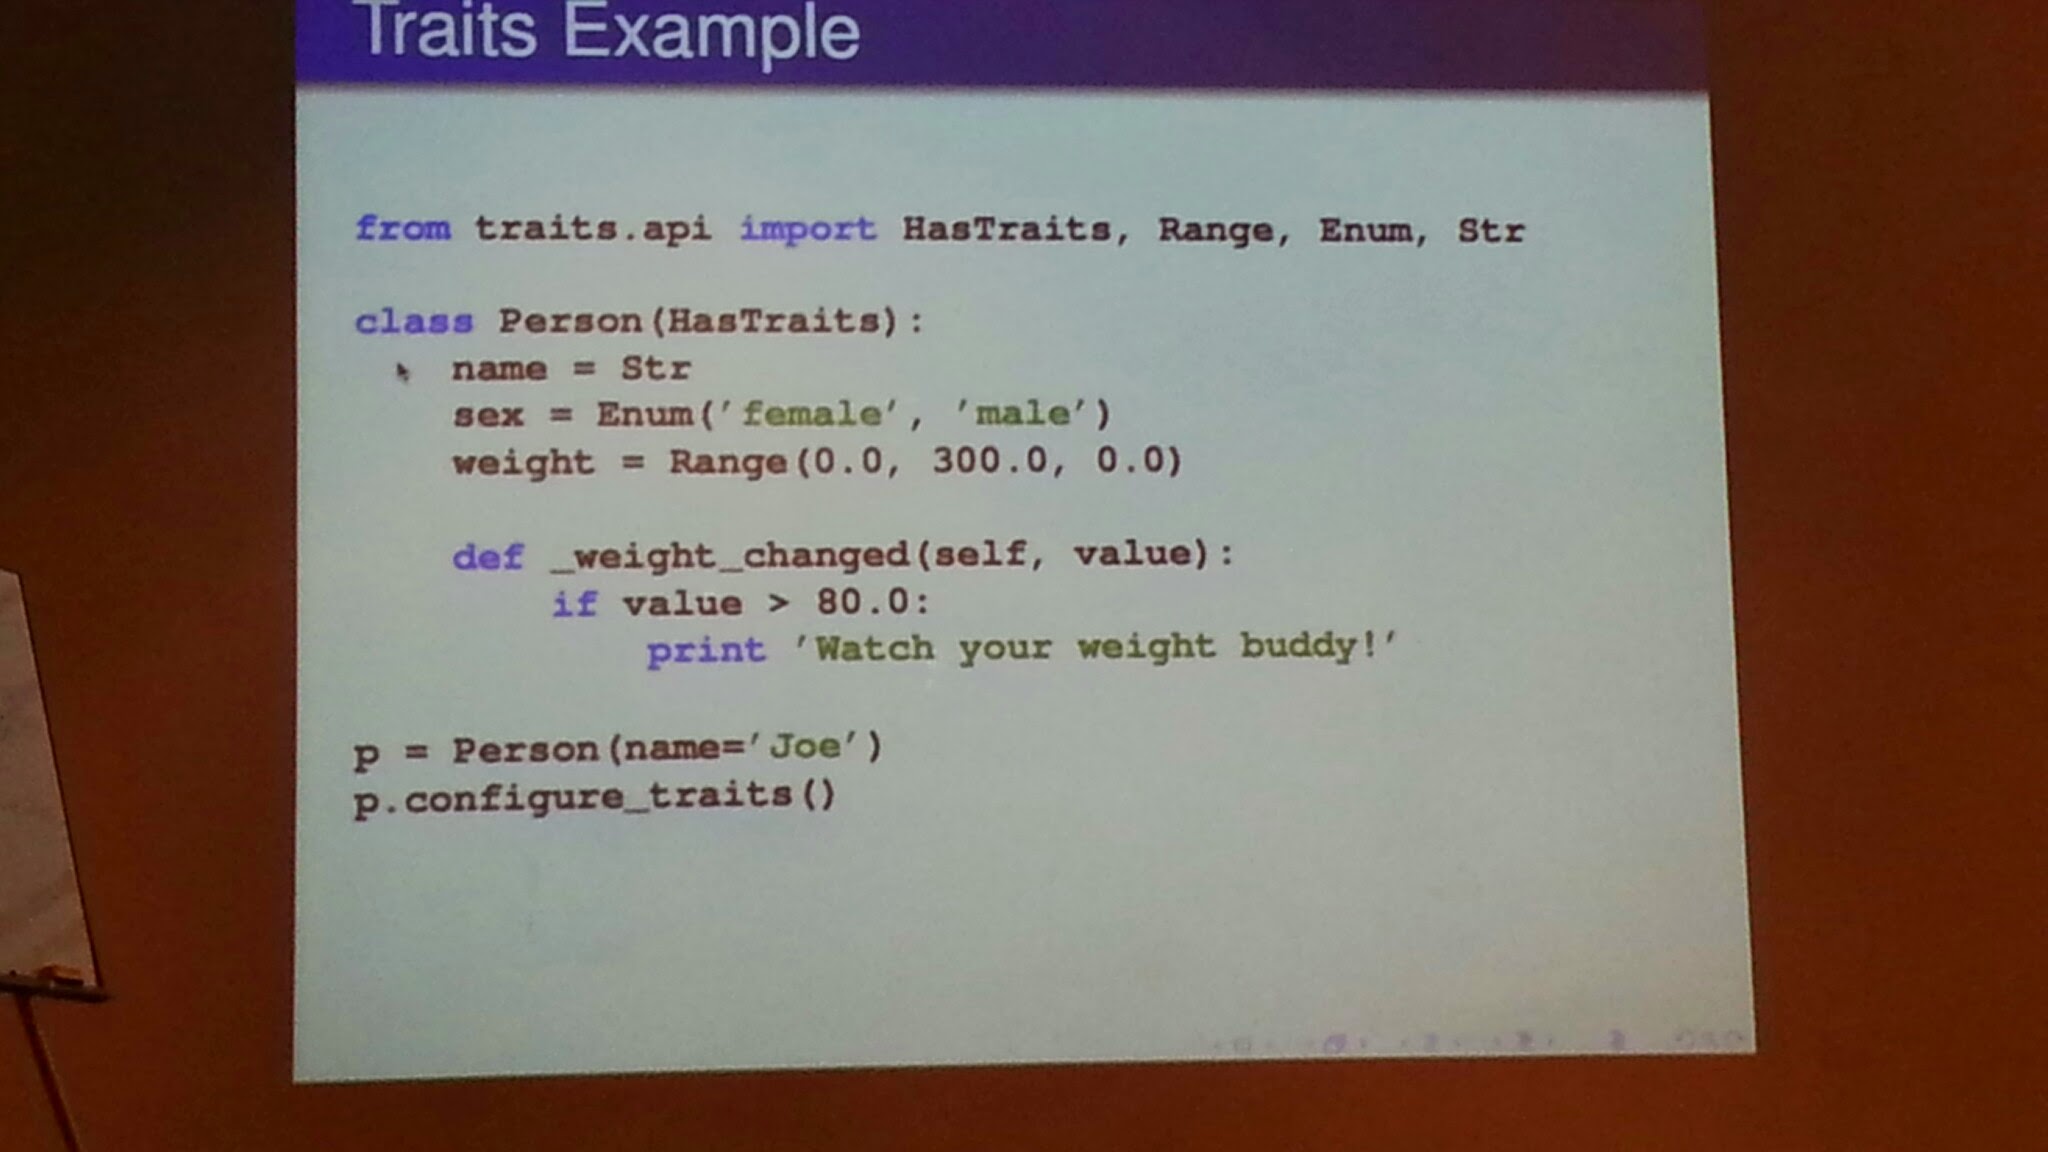 Traits Example
from traits.api import HasTraits, Range, Enum, Str
class Person(HasTraits):
name = Str
sex = Enum('female', 'male')
weight = Range(0.0, 300.0, 0.0)
def _weight_changed(self, value):
if value > 80.0:
print 'Watch your weight buddy!'
p = Person(name='Joe')
p.configure_traits()